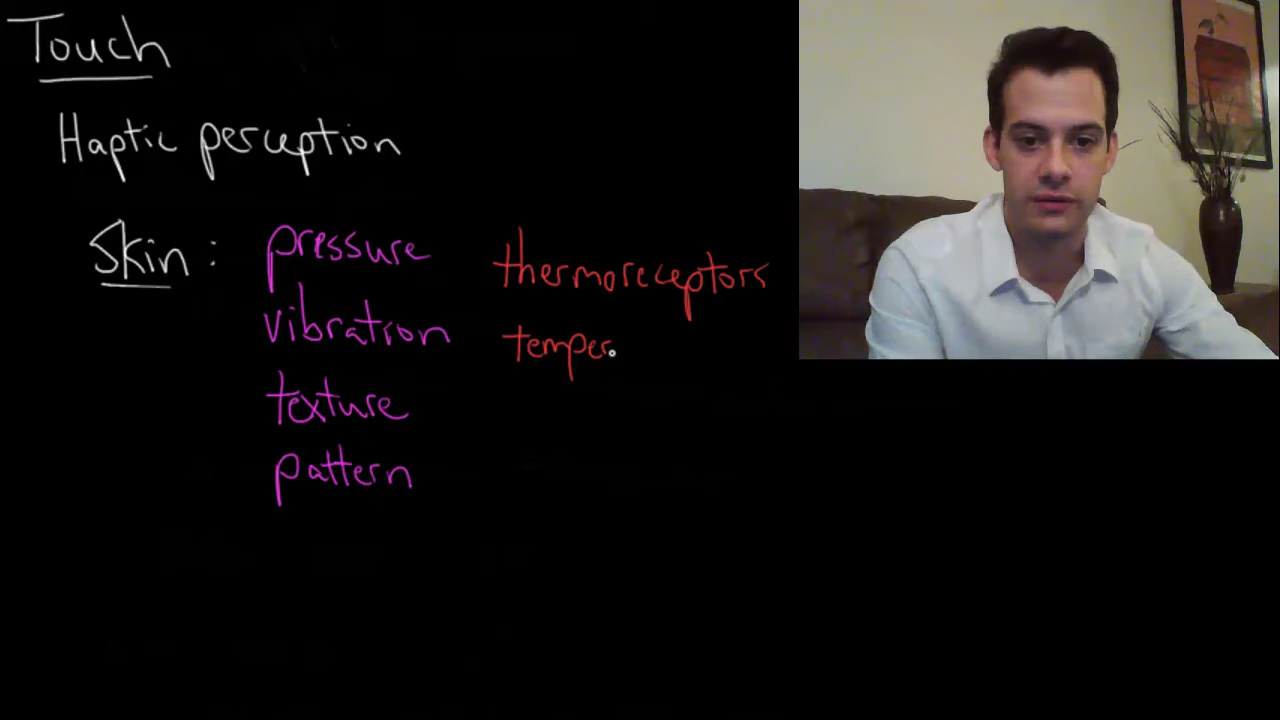 Touch
Haptic perception
Skin : pressure thermoreceptors
vibration temper
texture
pattern